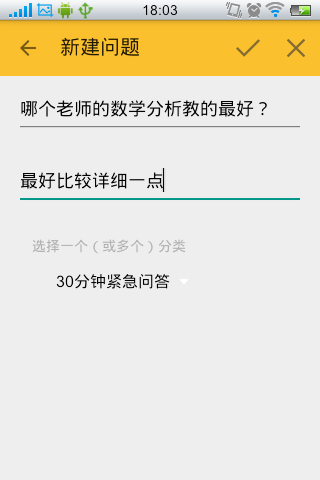 18:03
新建问题
哪个老师的数学分析教的最好？
最好比较详细一点
选择一个（或多个）分类
30分钟紧急问答